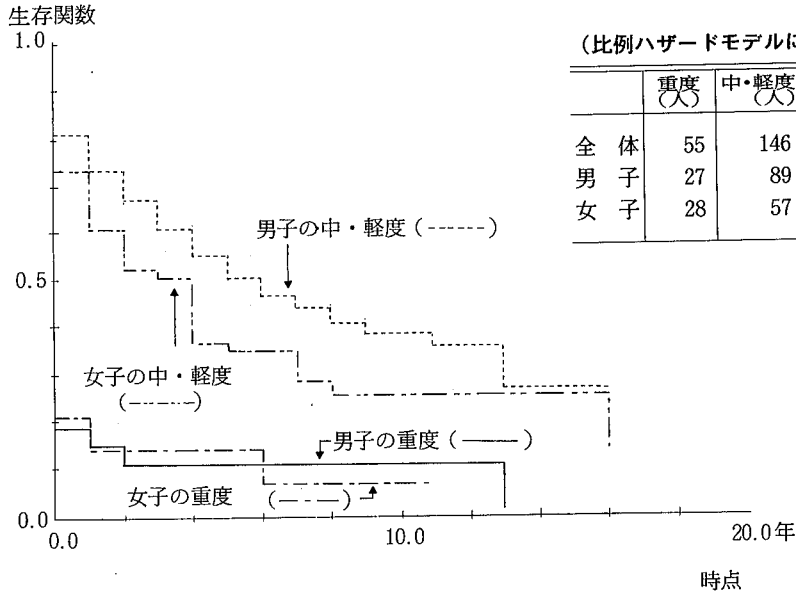 生存関数
1.0
0.5
0.0
0.0
10.0
20.0年
時点
男子の中・軽度(------)
女子の中・軽度
(-----------)
男子の重度(———)
女子の重度 (—-—-—)
(比例ハザードモデルに
重度(人) 中・軽度(人)
全体 55 146
男子 27 89
女子 28 57